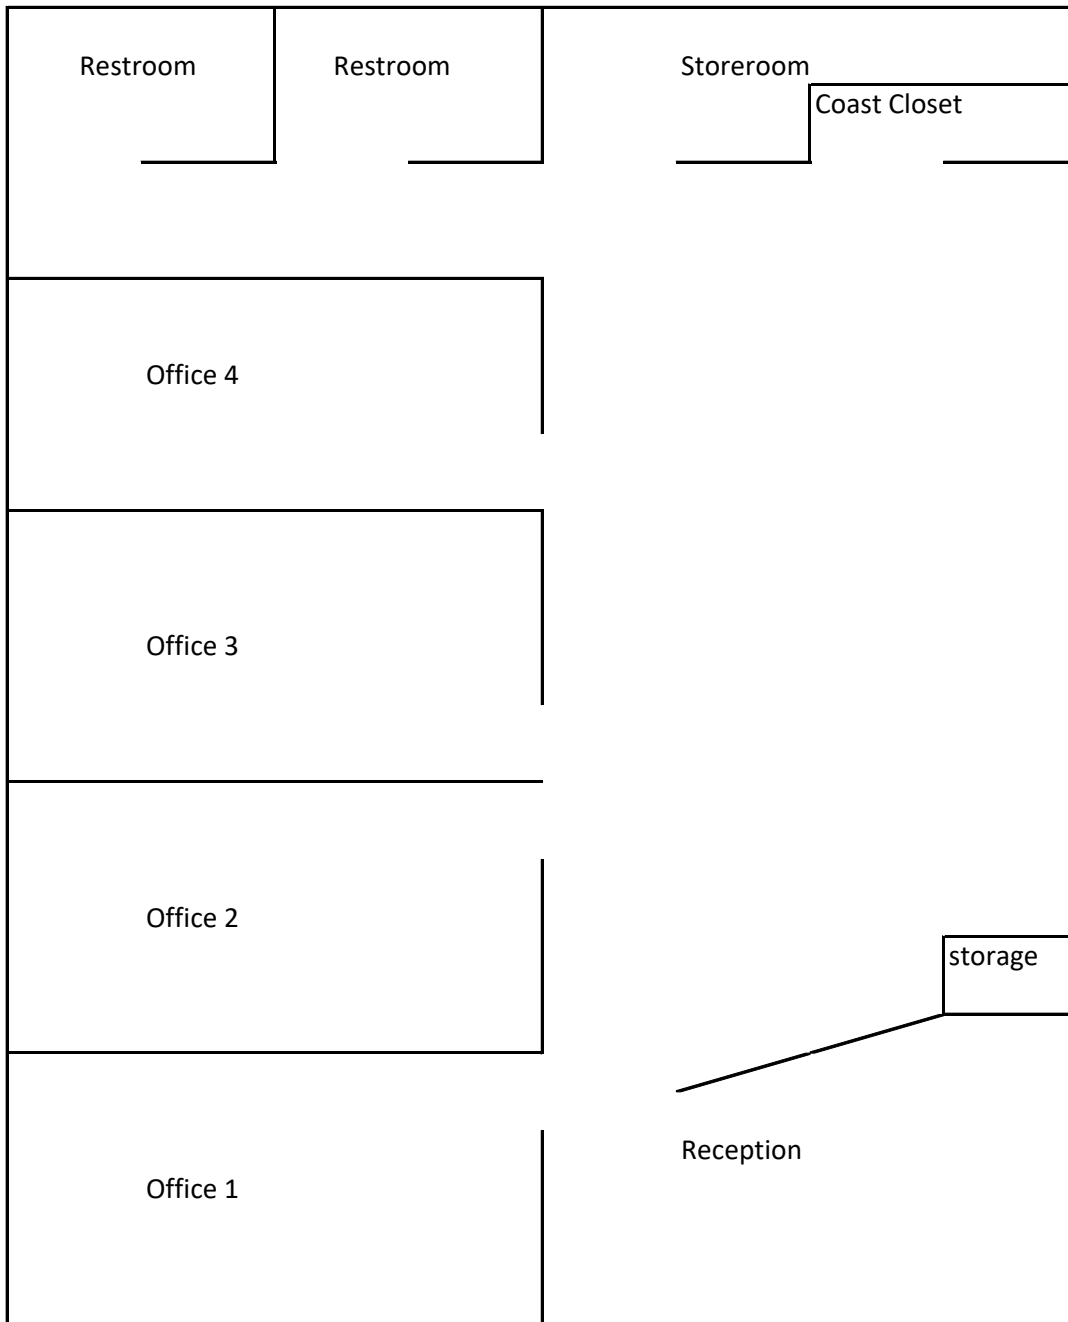 Restroom
Restroom
Storeroom
Coast Closet
Office 4
Office 3
Office 2
storage
Reception
Office 1